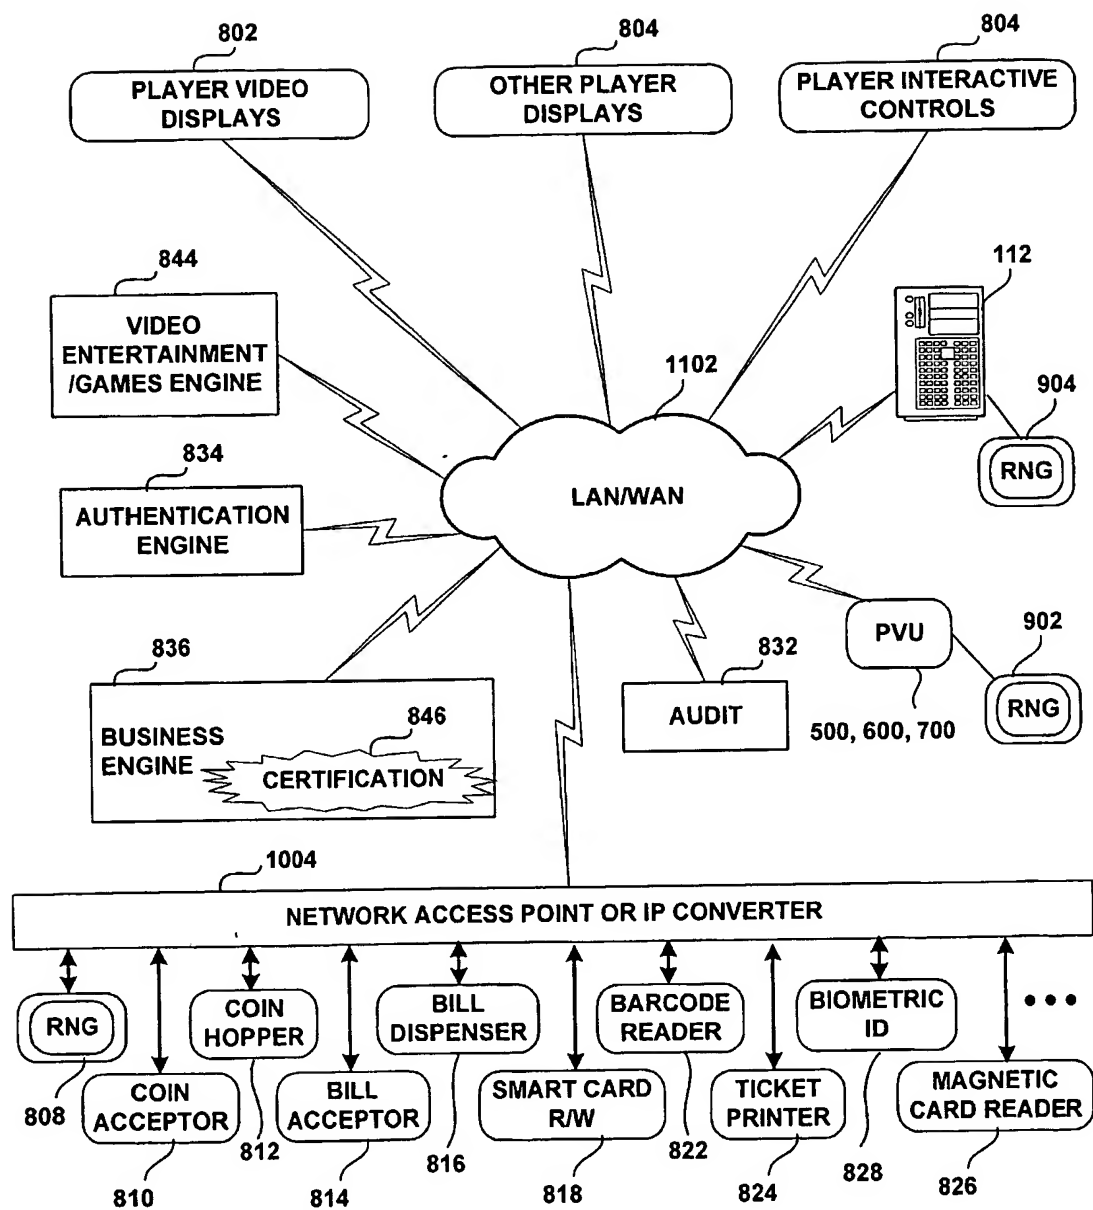 802
804
804
PLAYER VIDEO
DISPLAYS
OTHER PLAYER
DISPLAYS
PLAYER INTERACTIVE
CONTROLS
844
VIDEO
ENTERTAINMENT
/GAMES ENGINE
112
1102
904
RNG
834
AUTHENTICATION
ENGINE
LAN/WAN
PVU
902
RNG
500, 600, 700
836
BUSINESS
ENGINE
846
CERTIFICATION
832
AUDIT
1004
NETWORK ACCESS POINT OR IP CONVERTER
RNG
808
COIN
ACCEPTOR
810
COIN
HOPPER
812
BILL
ACCEPTOR
814
BILL
DISPENSER
816
SMART CARD
R/W
818
BARCODE
READER
822
TICKET
PRINTER
824
BIOMETRIC
ID
828
MAGNETIC
CARD READER
826